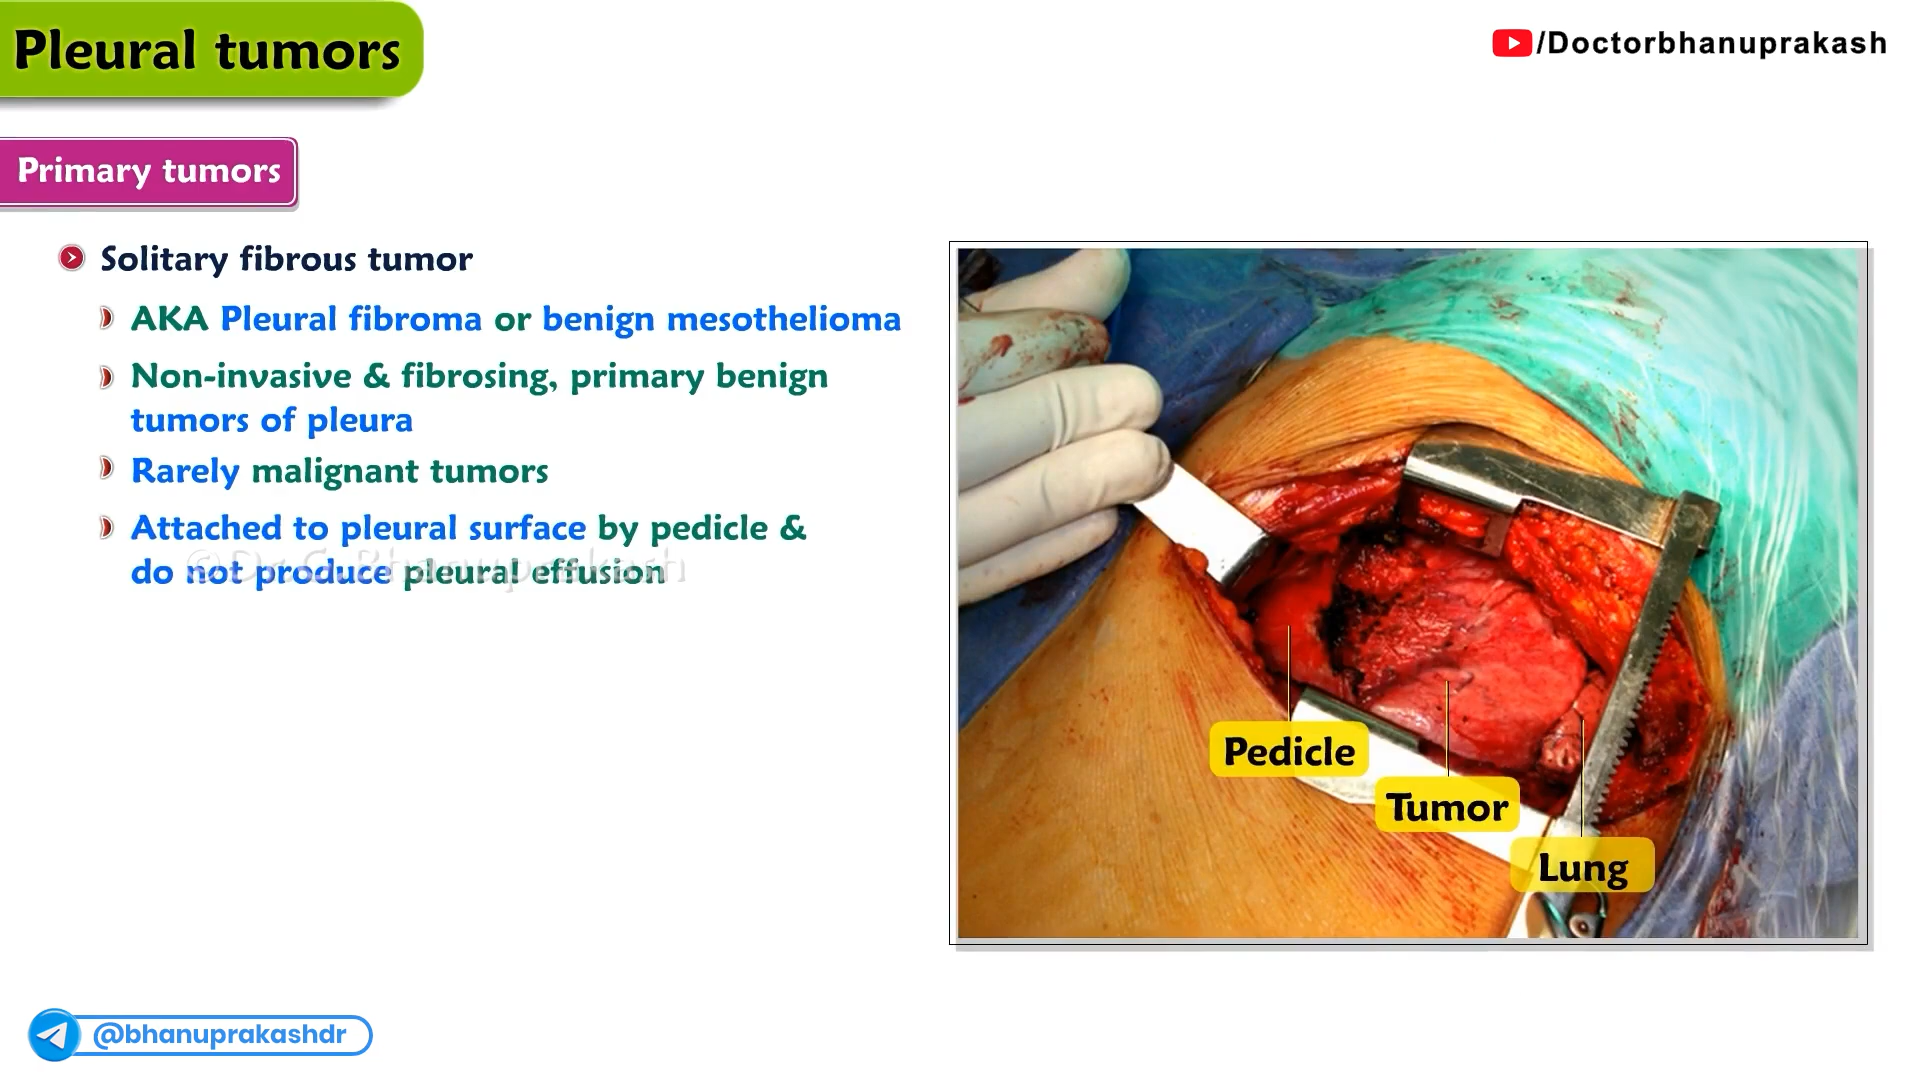 Pleural tumors
/Doctorbhanuprakash
Primary tumors
Solitary fibrous tumor
AKA Pleural fibroma or benign mesothelioma
Non-invasive & fibrosing, primary benign
tumors of pleura
Rarely malignant tumors
Attached to pleural surface by pedicle &
do not produce pleural effusion
©Dr.G.Bhanuprakash
Pedicle
Tumor
Lung
@bhanuprakashdr